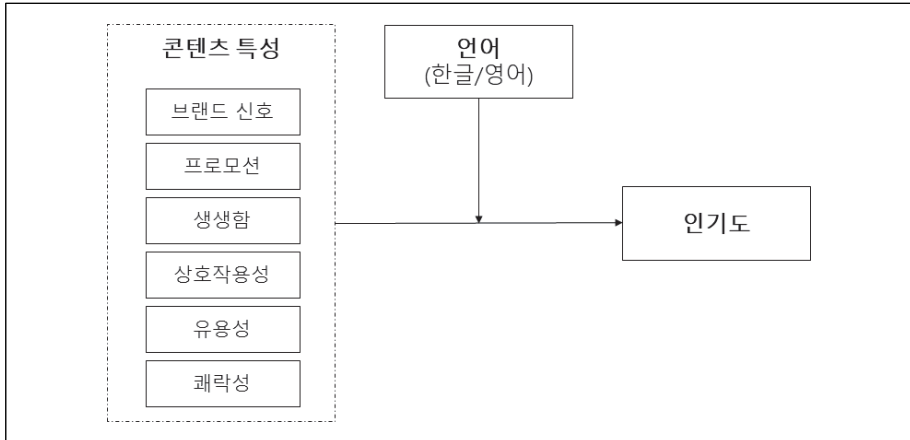 콘텐츠 특성
브랜드 신호
프로모션
생생함
상호작용성
유용성
쾌락성
언어
(한글/영어)
인기도